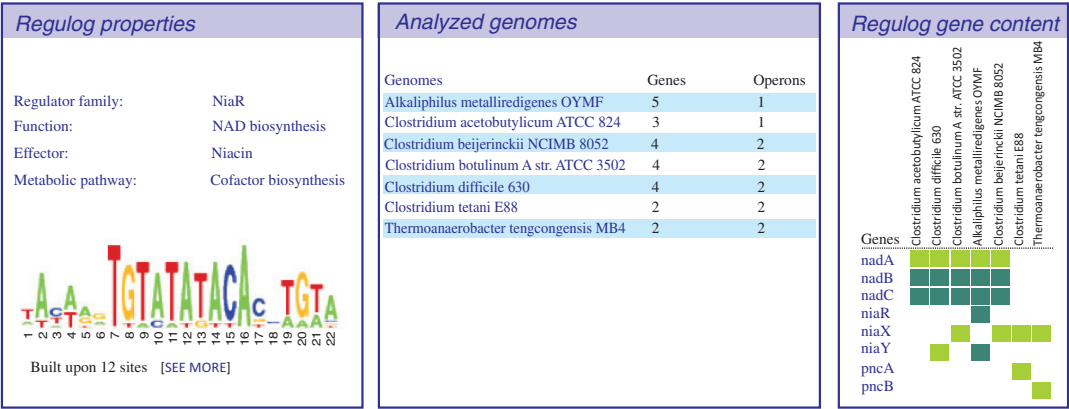 Regulog properties
Regulator family: NiaR
Function: NAD biosynthesis
Effector: Niacin
Metabolic pathway: Cofactor biosynthesis
TGTATATACA
1 2 3 4 5 6 7 8 9 10 11 12 13 14 15 16 17 18 19 20 21 22
Built upon 12 sites [SEE MORE]
Analyzed genomes
Genomes Genes Operons
Alkaliphilus metalliredigenes OYMF 5 1
Clostridium acetobutylicum ATCC 824 3 1
Clostridium beijerinckii NCIMB 8052 4 2
Clostridium botulinum A str. ATCC 3502 4 2
Clostridium difficile 630 4 2
Clostridium tetani E88 2 2
Thermoanaerobacter tengcongensis MB4 2 2
Regulog gene content
Clostridium acetobutylicum ATCC 824
Clostridium difficile 630
Clostridium botulinum A str. ATCC 3502
Alkaliphilus metalliredigenes OYMF
Clostridium beijerinckii NCIMB 8052
Clostridium tetani E88
Thermoanaerobacter tengcongensis MB4
Genes
nadA
nadB
nadC
niaR
niaX
niaY
pncA
pncB